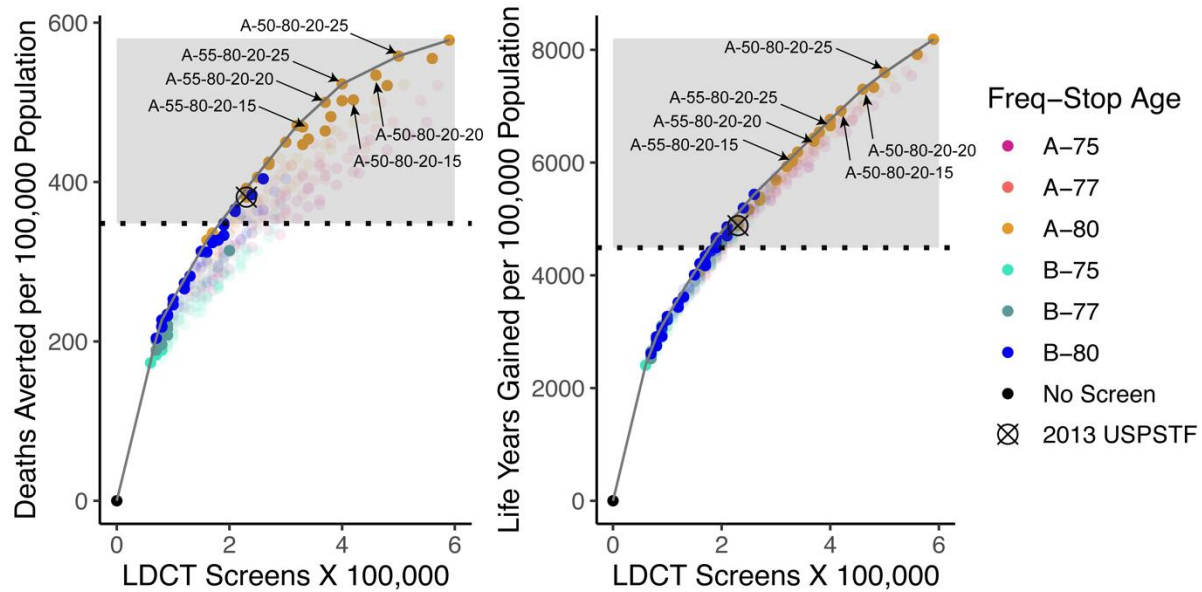 Deaths Averted per 100,000 Population
600
400
200
0
A-50-80-20-25
A-55-80-20-25
A-55-80-20-20
A-55-80-20-15
A-50-80-20-20
A-50-80-20-15
0 2 4 6
LDCT Screens X 100,000
Life Years Gained per 100,000 Population
8000
6000
4000
2000
0
A-50-80-20-25
A-55-80-20-25
A-55-80-20-20
A-55-80-20-15
A-50-80-20-20
A-50-80-20-15
0 2 4 6
LDCT Screens X 100,000
Freq-Stop Age
A-75
A-77
A-80
B-75
B-77
B-80
No Screen
2013 USPSTF